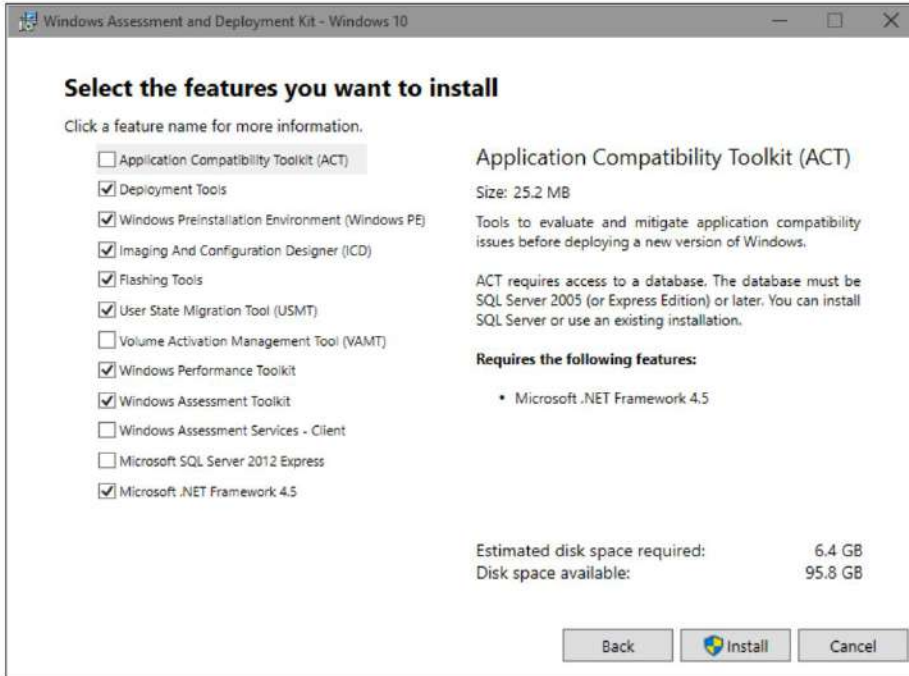 Windows Assessment and Deployment Kit - Windows 10
Select the features you want to install
Click a feature name for more information.
Application Compatibility Toolkit (ACT)
Deployment Tools
Windows Preinstallation Environment (Windows PE)
Imaging And Configuration Designer (ICD)
Flashing Tools
User State Migration Tool (USMT)
Volume Activation Management Tool (VAMT)
Windows Performance Toolkit
Windows Assessment Toolkit
Windows Assessment Services - Client
Microsoft SQL Server 2012 Express
Microsoft .NET Framework 4.5
Application Compatibility Toolkit (ACT)
Size: 25.2 MB
Tools to evaluate and mitigate application compatibility
issues before deploying a new version of Windows.
ACT requires access to a database. The database must be
SQL Server 2005 (or Express Edition) or later. You can install
SQL Server or use an existing installation.
Requires the following features:
• Microsoft .NET Framework 4.5
Estimated disk space required: 6.4 GB
Disk space available: 95.8 GB
Back Install Cancel